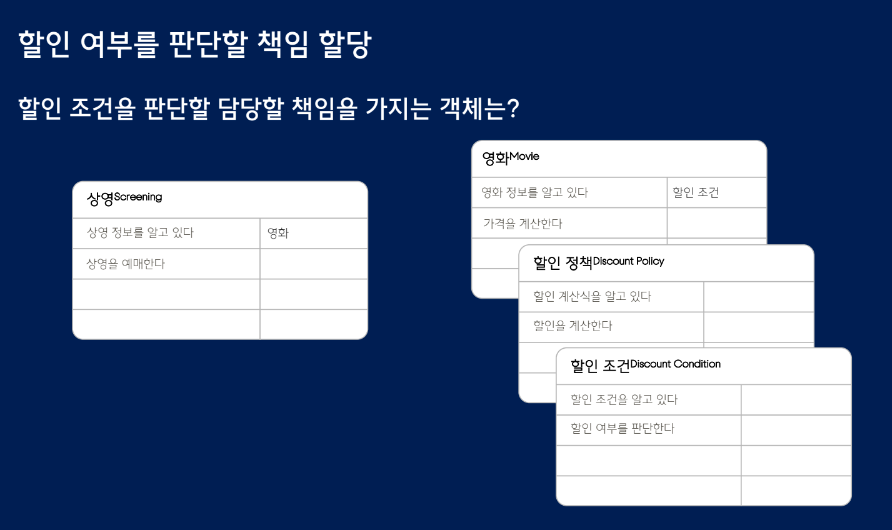 할인 여부를 판단할 책임 할당
할인 조건을 판단할 담당할 책임을 가지는 객체는?
상영Screening
상영 정보를 알고 있다 영화
상영을 예매한다
영화Movie
영화 정보를 알고 있다 할인 조건
가격을 계산한다
할인 정책Discount Policy
할인 계산식을 알고 있다
할인을 계산한다
할인 조건Discount Condition
할인 조건을 알고 있다
할인 여부를 판단한다